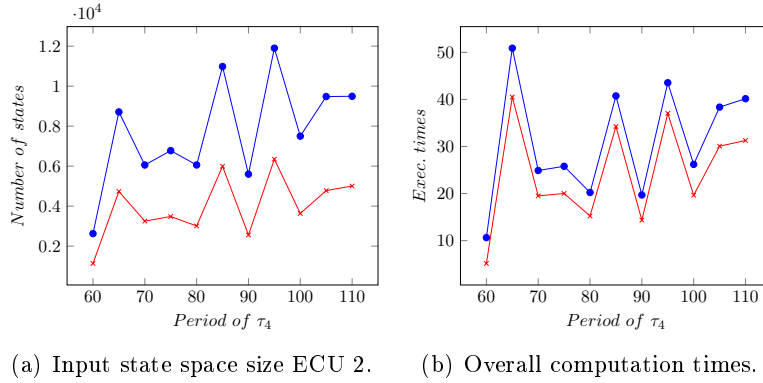 ·10⁴
1.2
1
0.8
0.6
0.4
0.2
60 70 80 90 100 110
Number of states
Period of τ₄
50
40
30
20
10
60 70 80 90 100 110
Exec. times
Period of τ₄
(a) Input state space size ECU 2.
(b) Overall computation times.